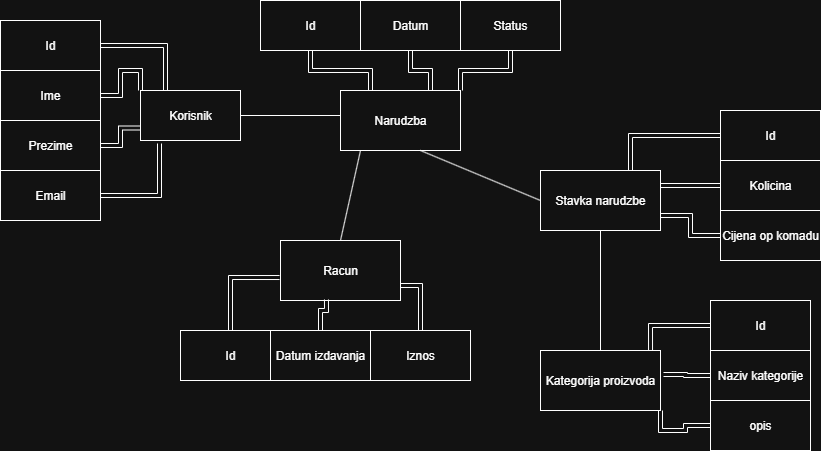 Id
Datum
Status
Id
Ime
Prezime
Email
Korisnik
Narudzba
Id
Kolicina
Cijena op komadu
Stavka narudzbe
Racun
Id
Datum izdavanja
Iznos
Kategorija proizvoda
Id
Naziv kategorije
opis